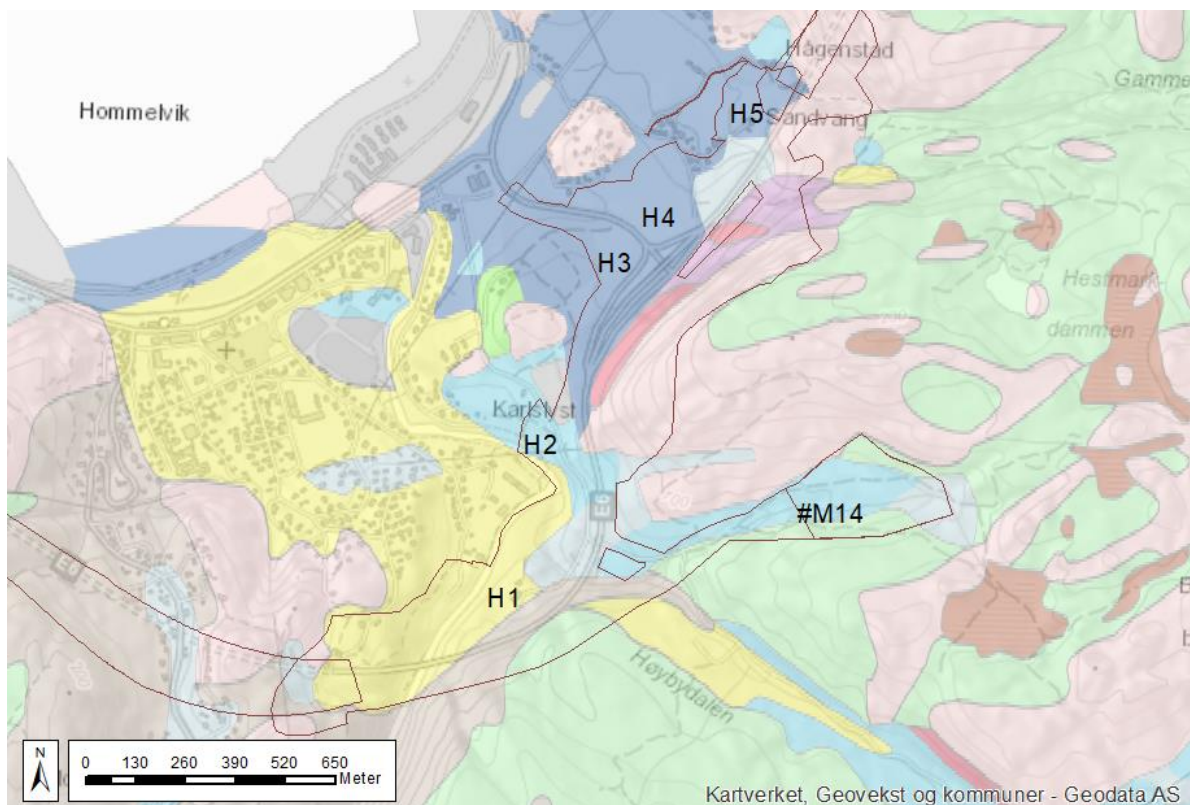 Hommelvik
Hågenstad
Gamme
H5
Sandvang
H4
H3
Hestmark-
dammen
Karlslyst
H2
E6
#M14
H1
E6
Høybydalen
N
0 130 260 390 520 650
Meter
Kartverket, Geovekst og kommuner - Geodata AS